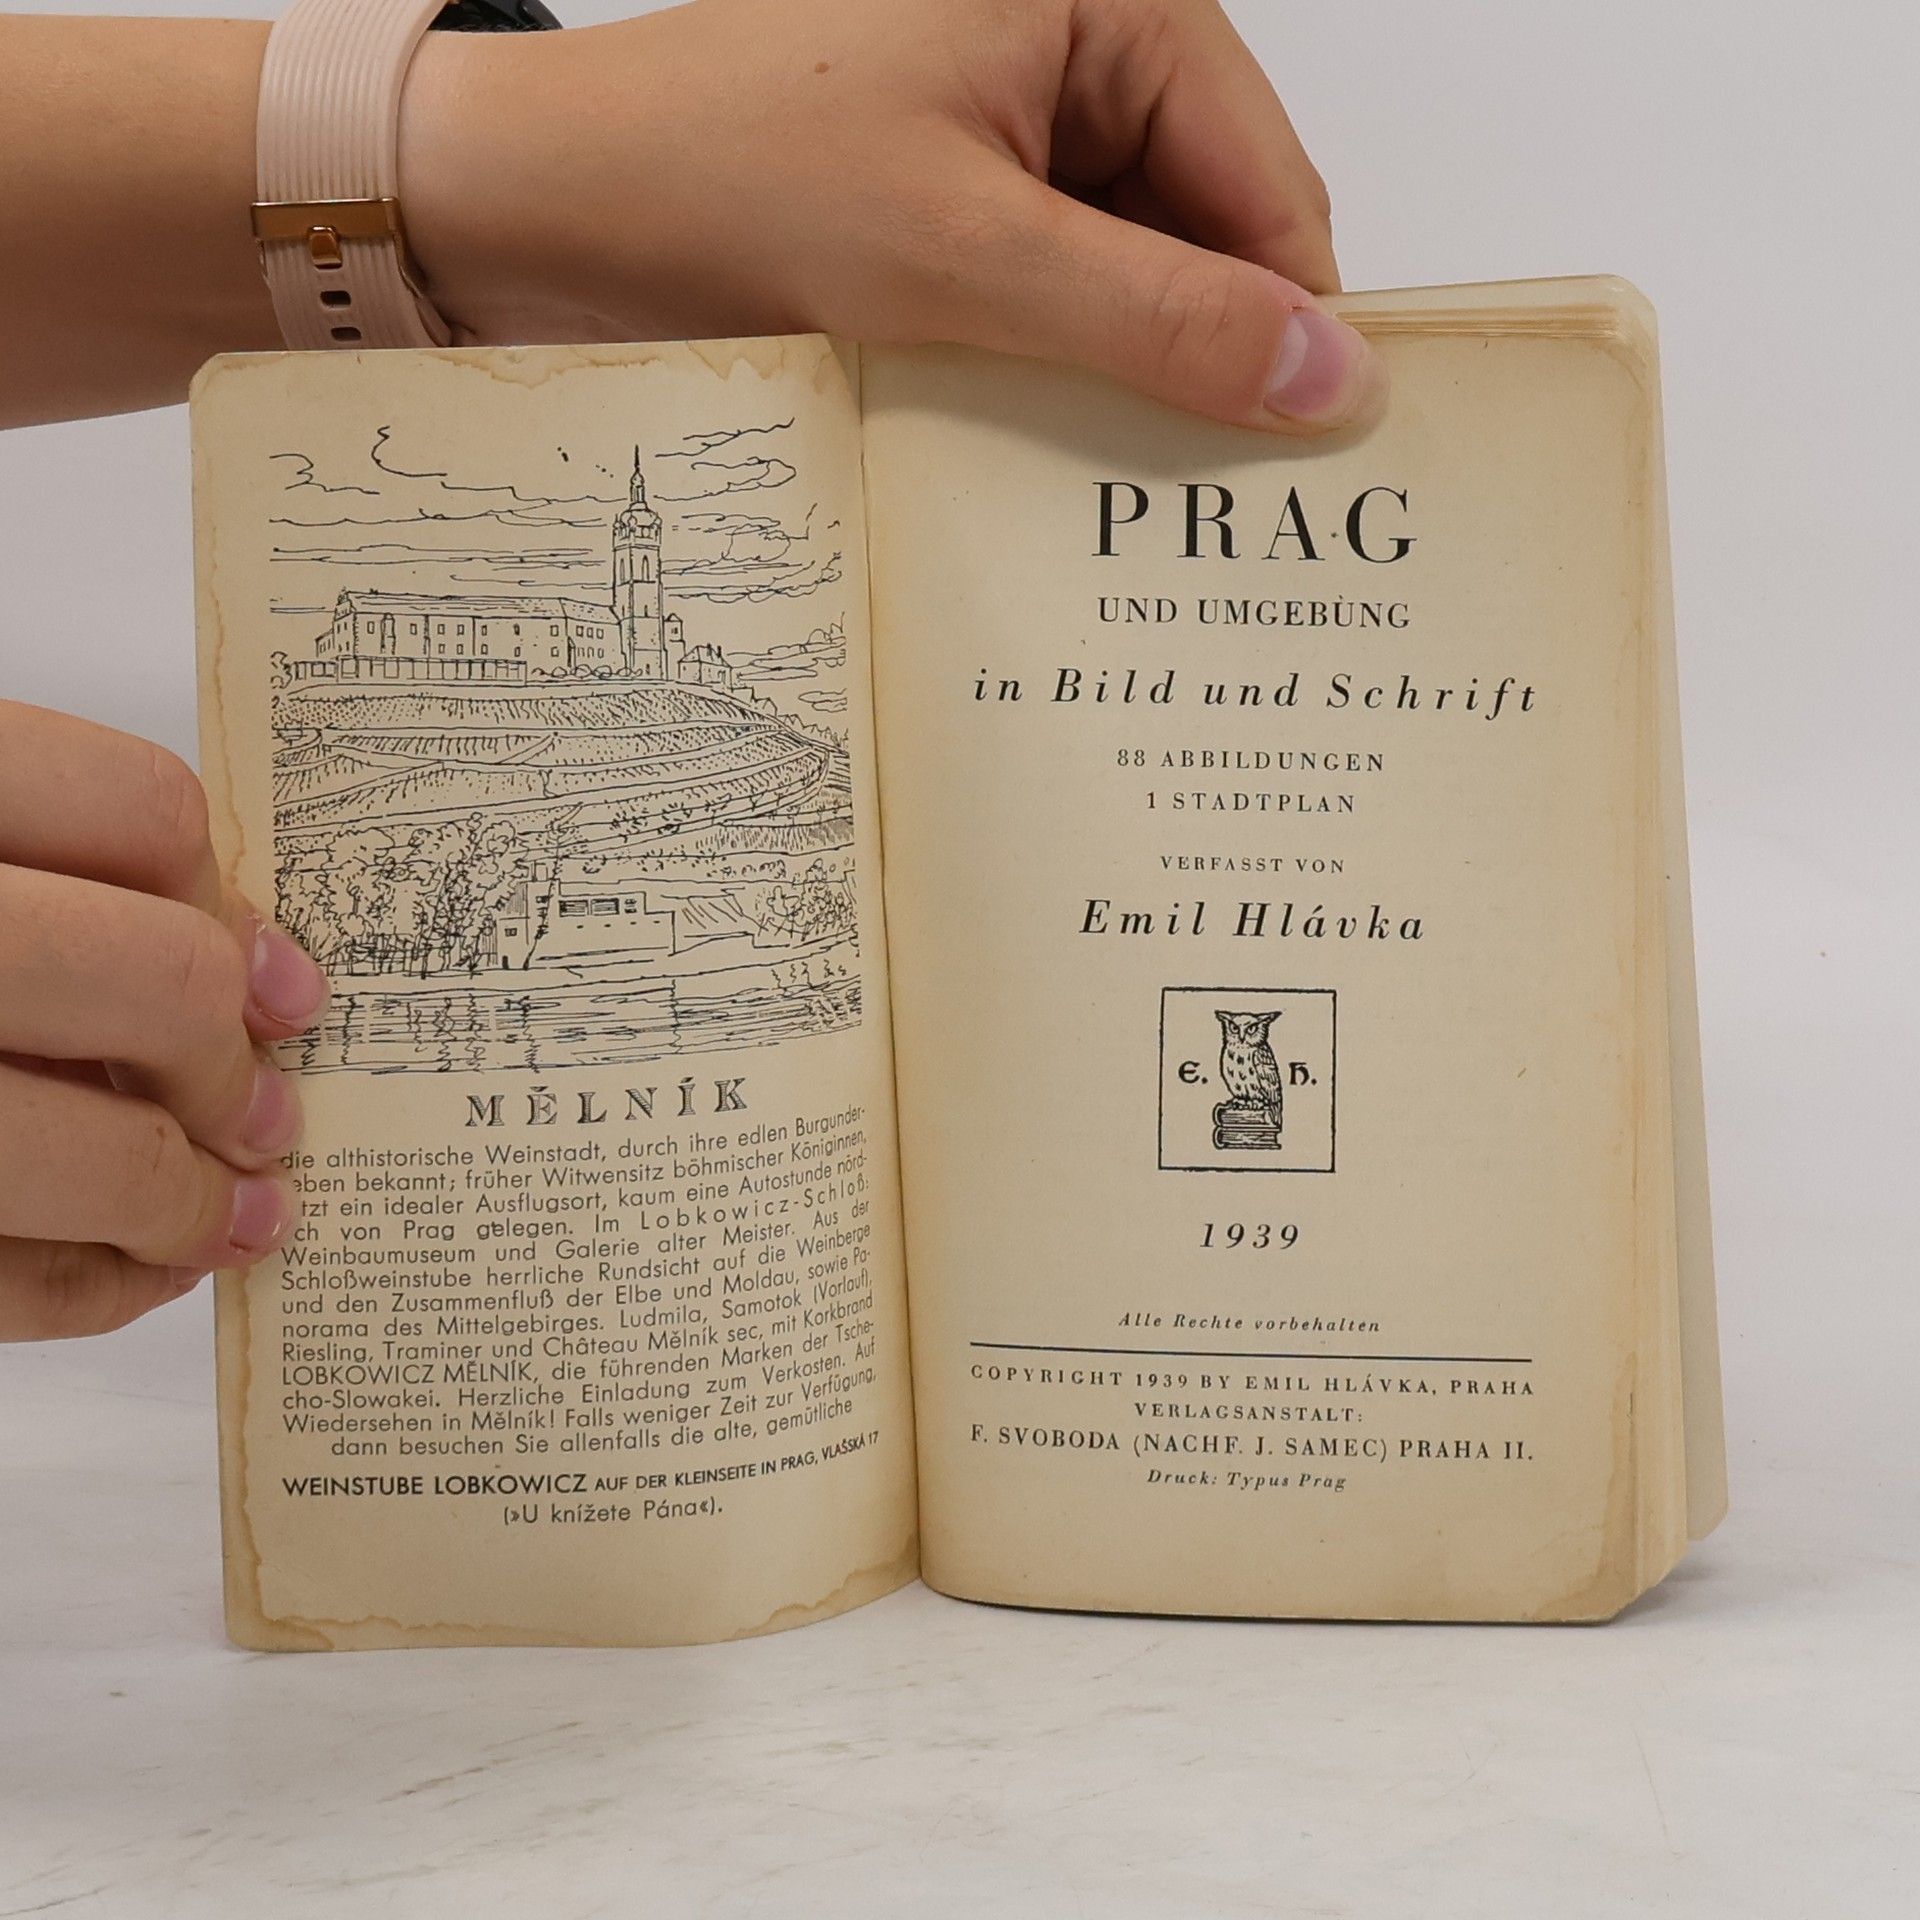 MĚLNÍK
die althistorische Weinstadt, durch ihre edlen Burgunder-
eben bekannt; früher Witwensitz böhmischer Königinnen,
tzt ein idealer Ausflugsort, kaum eine Autostunde nörd-
ch von Prag gelegen. Im Lobkowicz-Schloß:
Weinbaumuseum und Galerie alter Meister. Aus der
Schloßweinstube herrliche Rundsicht auf die Weinberge
und den Zusammenfluß der Elbe und Moldau, sowie Pa-
norama des Mittelgebirges. Ludmila, Samotok (Vorlauf),
Riesling, Traminer und Château Mělník sec, mit Korkbrand
LOBKOWICZ MĚLNÍK, die führenden Marken der Tsche-
cho-Slowakei. Herzliche Einladung zum Verkosten. Auf
Wiedersehen in Mělník! Falls weniger Zeit zur Verfügung,
dann besuchen Sie allenfalls die alte, gemütliche
WEINSTUBE LOBKOWICZ AUF DER KLEINSEITE IN PRAG, VLAŠSKÁ 17
(»U knížete Pána«).
PRAG
UND UMGEBUNG
in Bild und Schrift
88 ABBILDUNGEN
1 STADTPLAN
VERFASST VON
Emil Hlávka
E. H.
1939
Alle Rechte vorbehalten
COPYRIGHT 1939 BY EMIL HLÁVKA, PRAHA
VERLAGSANSTALT:
F. SVOBODA (NACHF. J. SAMEC) PRAHA II.
Druck: Typus Prag